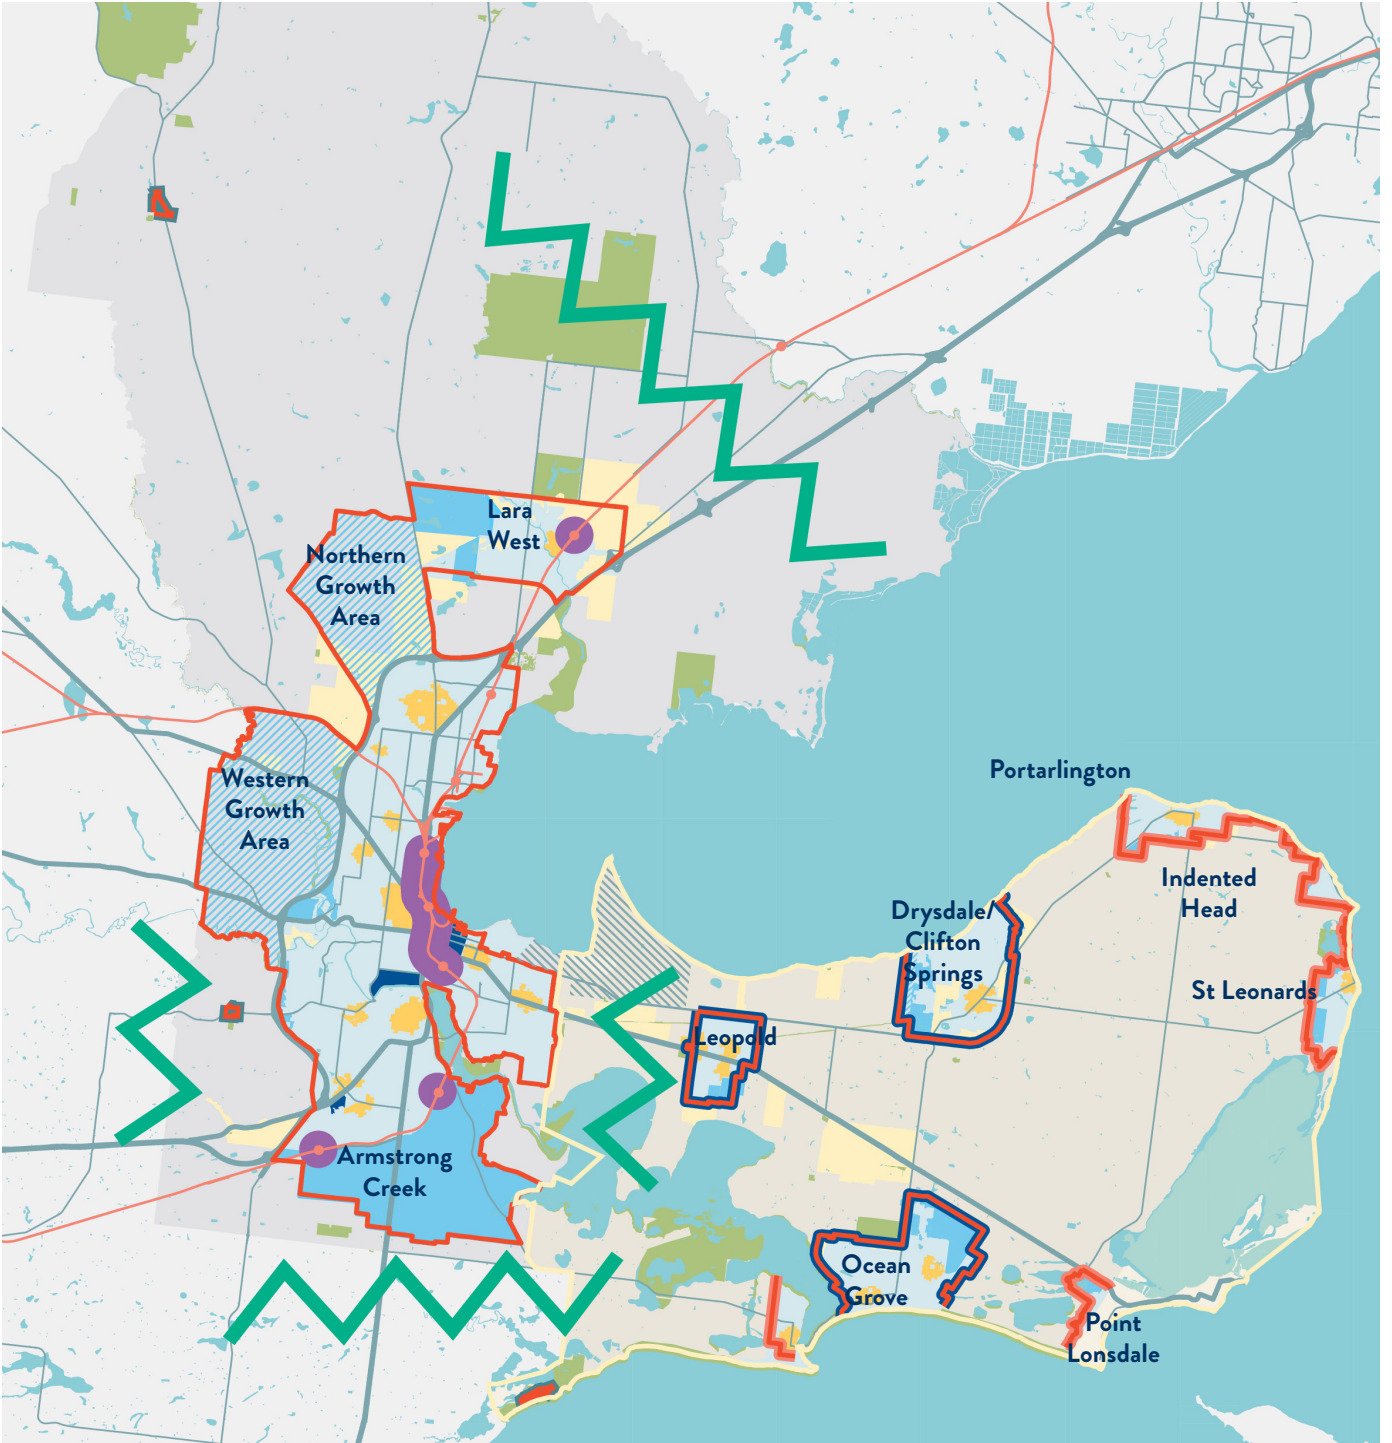 Lara
West
Northern
Growth
Area
Western
Growth
Area
Portarlington
Indented
Head
Drysdale/
Clifton
Springs
St Leonards
Leopold
Armstrong
Creek
Ocean
Grove
Point
Lonsdale